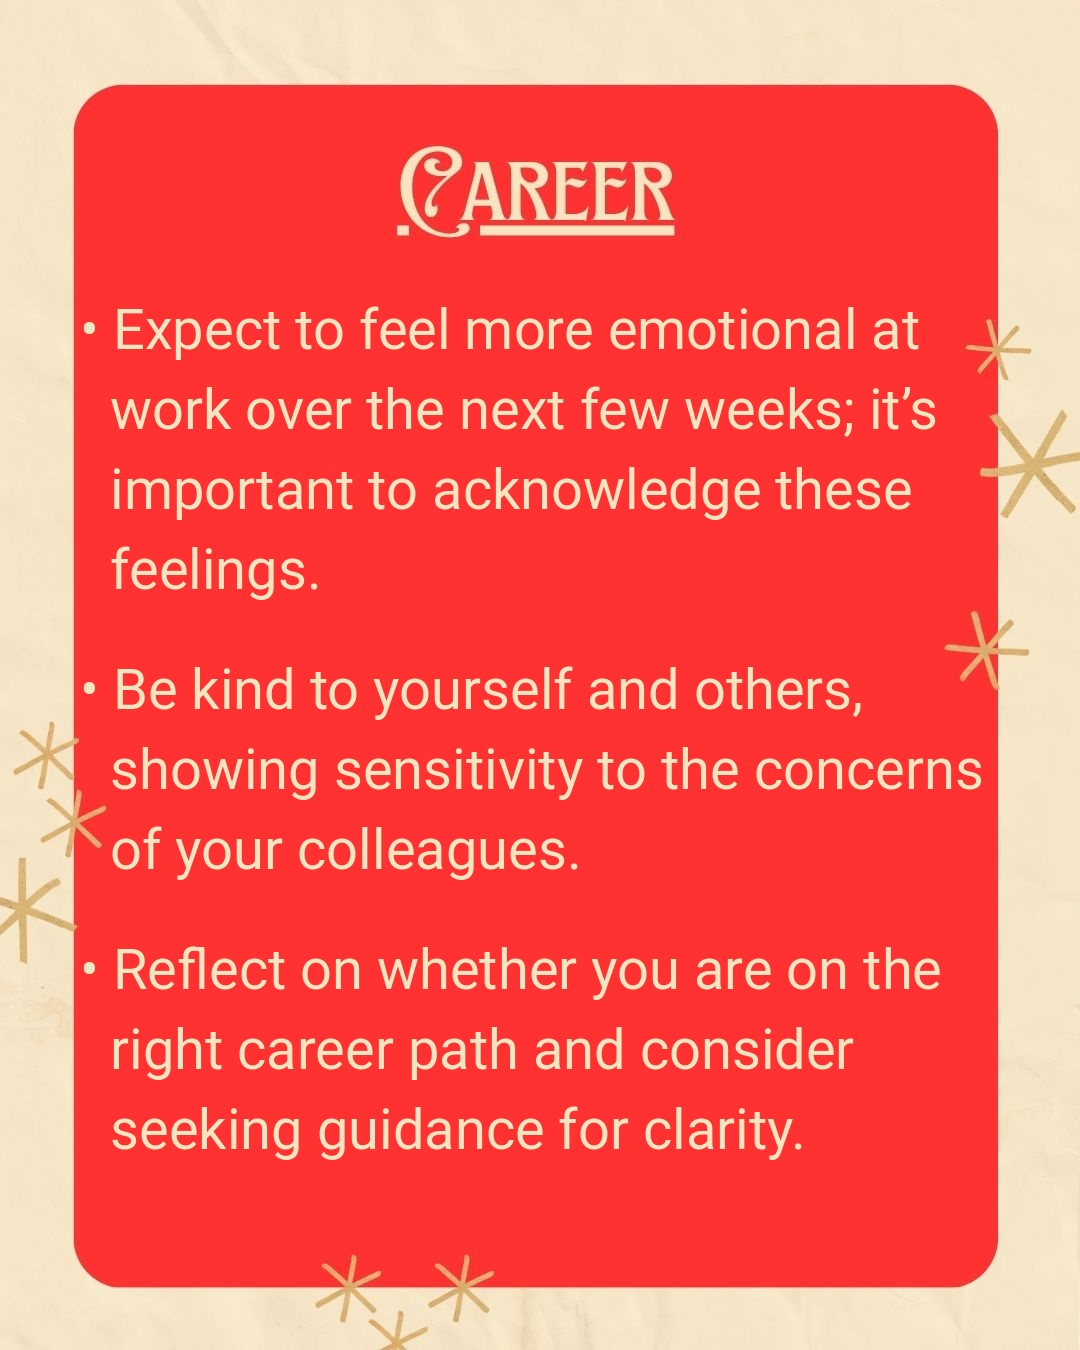 Career
• Expect to feel more emotional at
work over the next few weeks; it’s
important to acknowledge these
feelings.
• Be kind to yourself and others,
showing sensitivity to the concerns
of your colleagues.
• Reflect on whether you are on the
right career path and consider
seeking guidance for clarity.